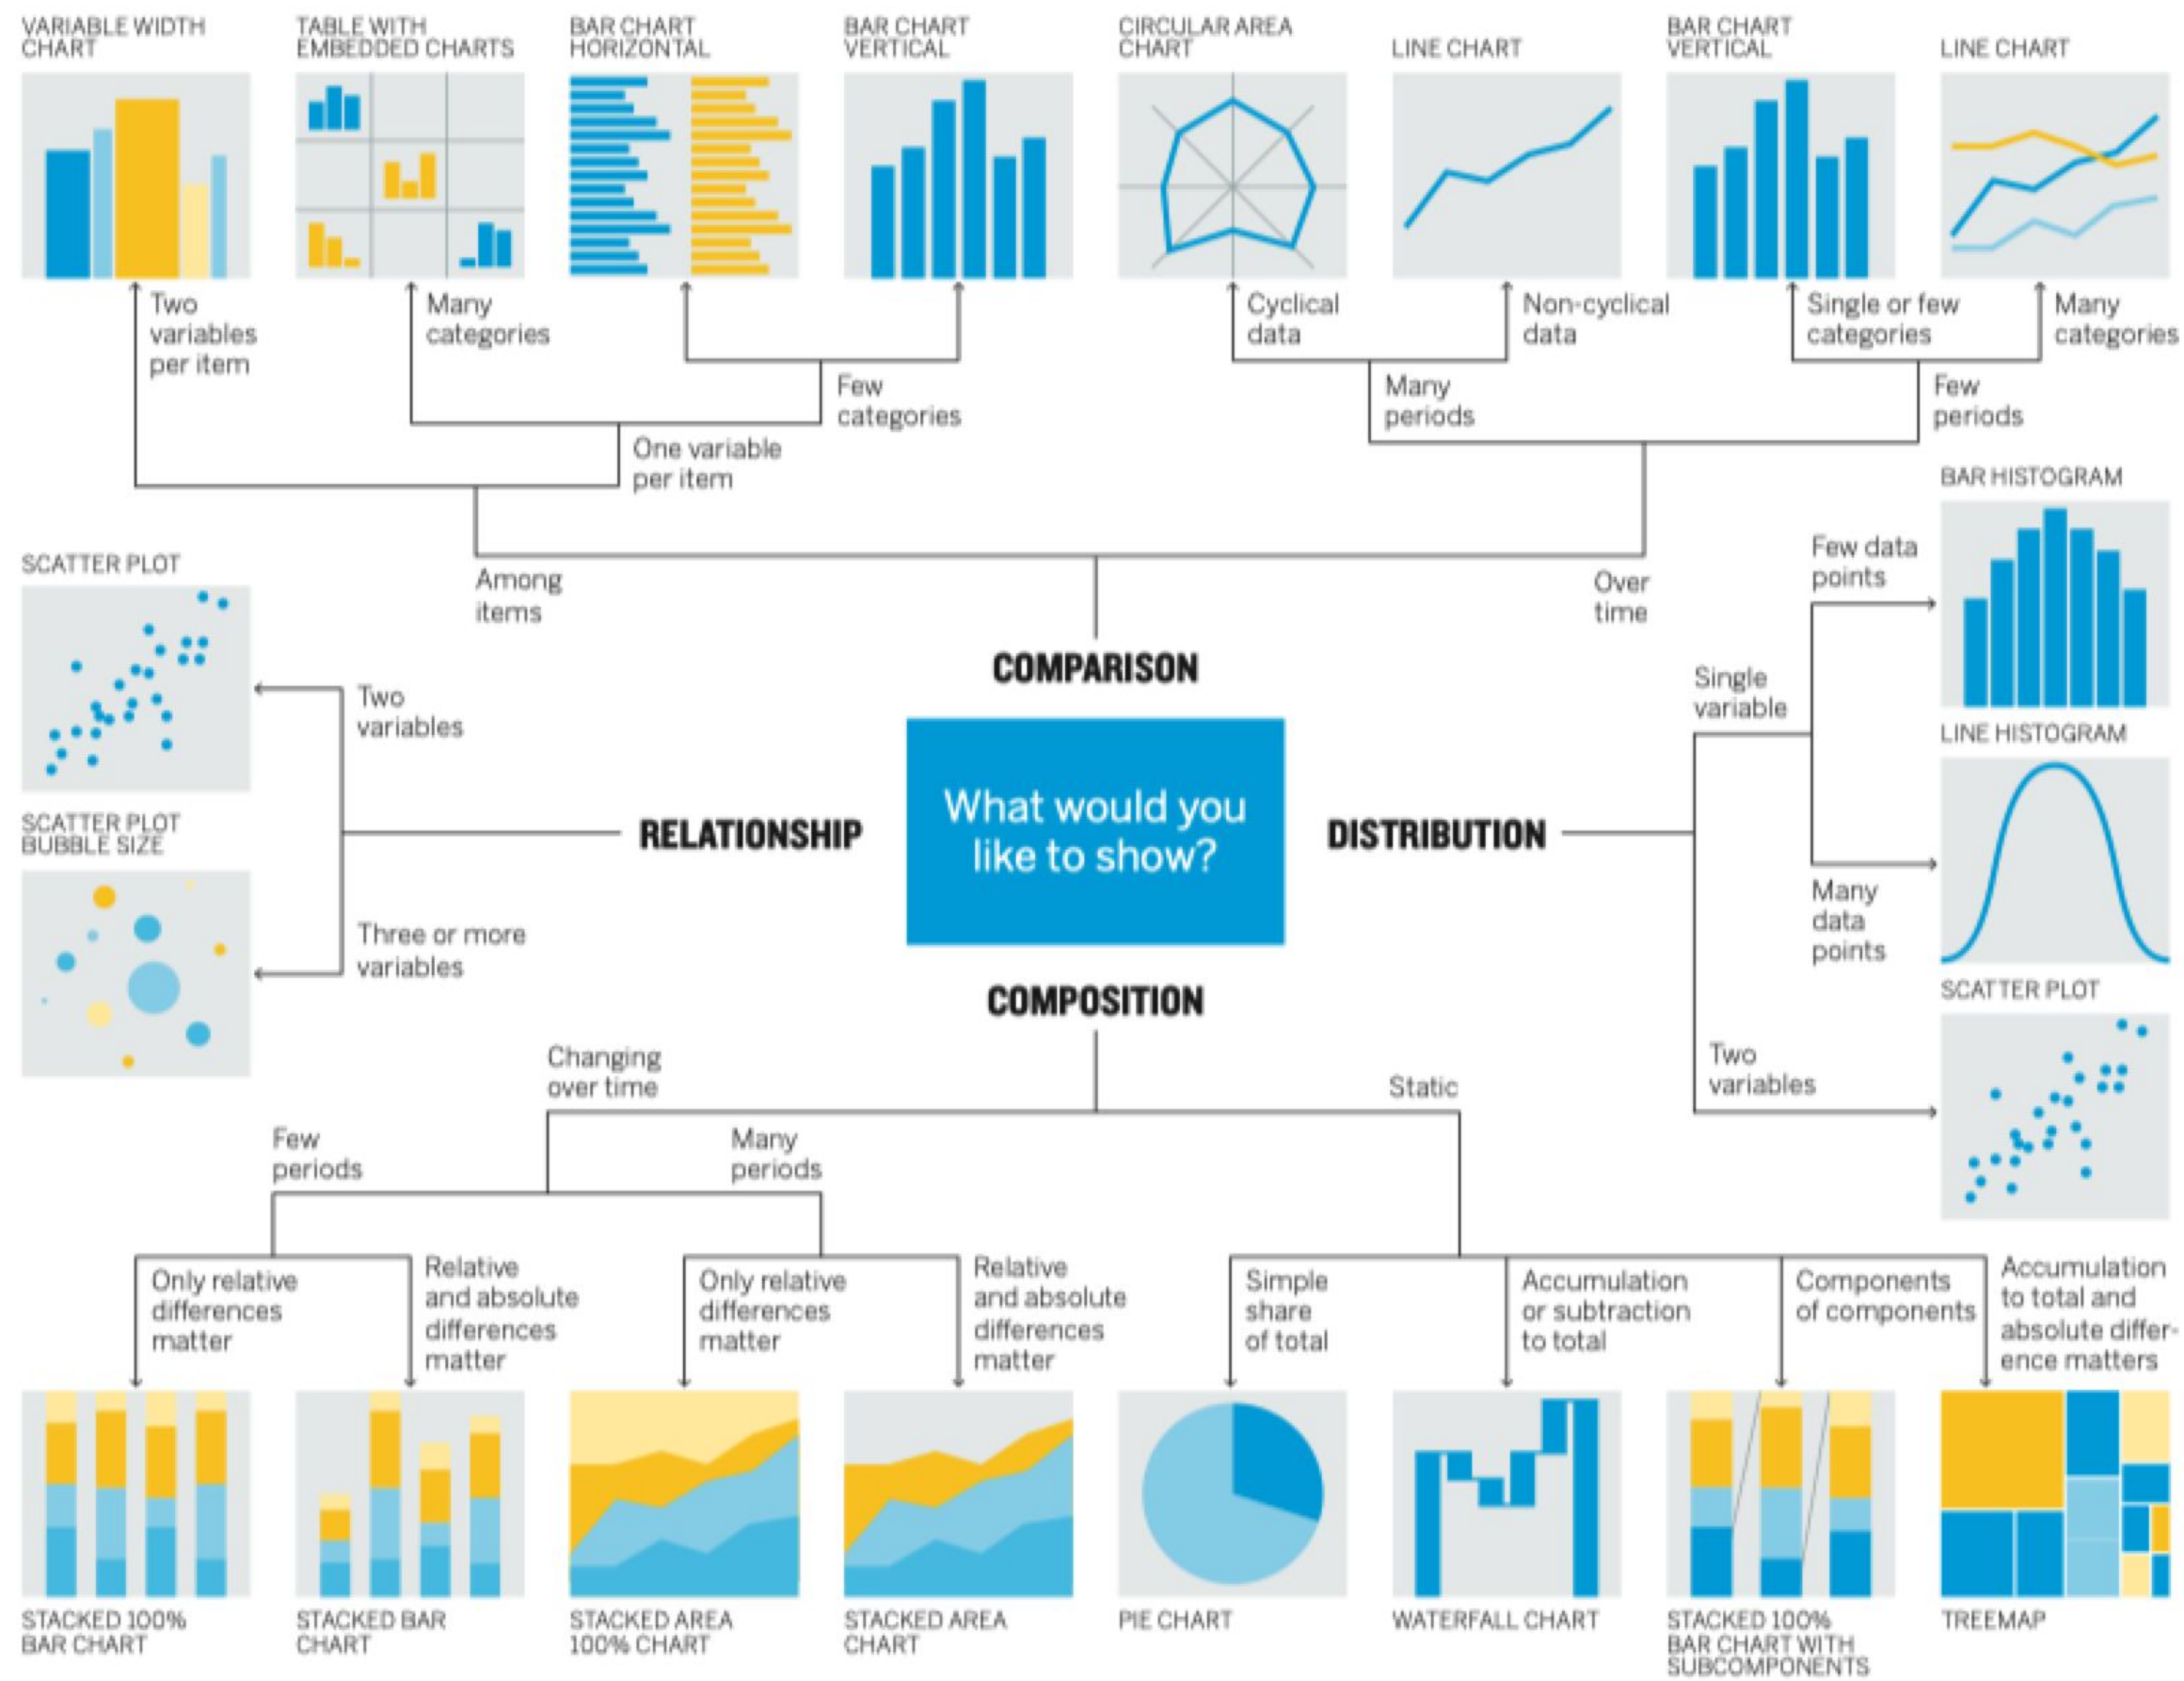 VARIABLE WIDTH
CHART
TABLE WITH
EMBEDDED CHARTS
BAR CHART
HORIZONTAL
BAR CHART
VERTICAL
CIRCULAR AREA
CHART
LINE CHART
BAR CHART
VERTICAL
LINE CHART
Two
variables
per item
Many
categories
Few
categories
One variable
per item
Cyclical
data
Non-cyclical
data
Many
periods
Single or few
categories
Many
categories
Few
periods
Among
items
Over
time
COMPARISON
SCATTER PLOT
Two
variables
SCATTER PLOT
BUBBLE SIZE
Three or more
variables
RELATIONSHIP
What would you
like to show?
DISTRIBUTION
Single
variable
Few data
points
BAR HISTOGRAM
LINE HISTOGRAM
Many
data
points
SCATTER PLOT
Two
variables
COMPOSITION
Changing
over time
Static
Few
periods
Many
periods
Only relative
differences
matter
Relative
and absolute
differences
matter
Only relative
differences
matter
Relative
and absolute
differences
matter
Simple
share
of total
Accumulation
or subtraction
to total
Components
of components
Accumulation
to total and
absolute differ-
ence matters
STACKED 100%
BAR CHART
STACKED BAR
CHART
STACKED AREA
100% CHART
STACKED AREA
CHART
PIE CHART
WATERFALL CHART
STACKED 100%
BAR CHART WITH
SUBCOMPONENTS
TREEMAP